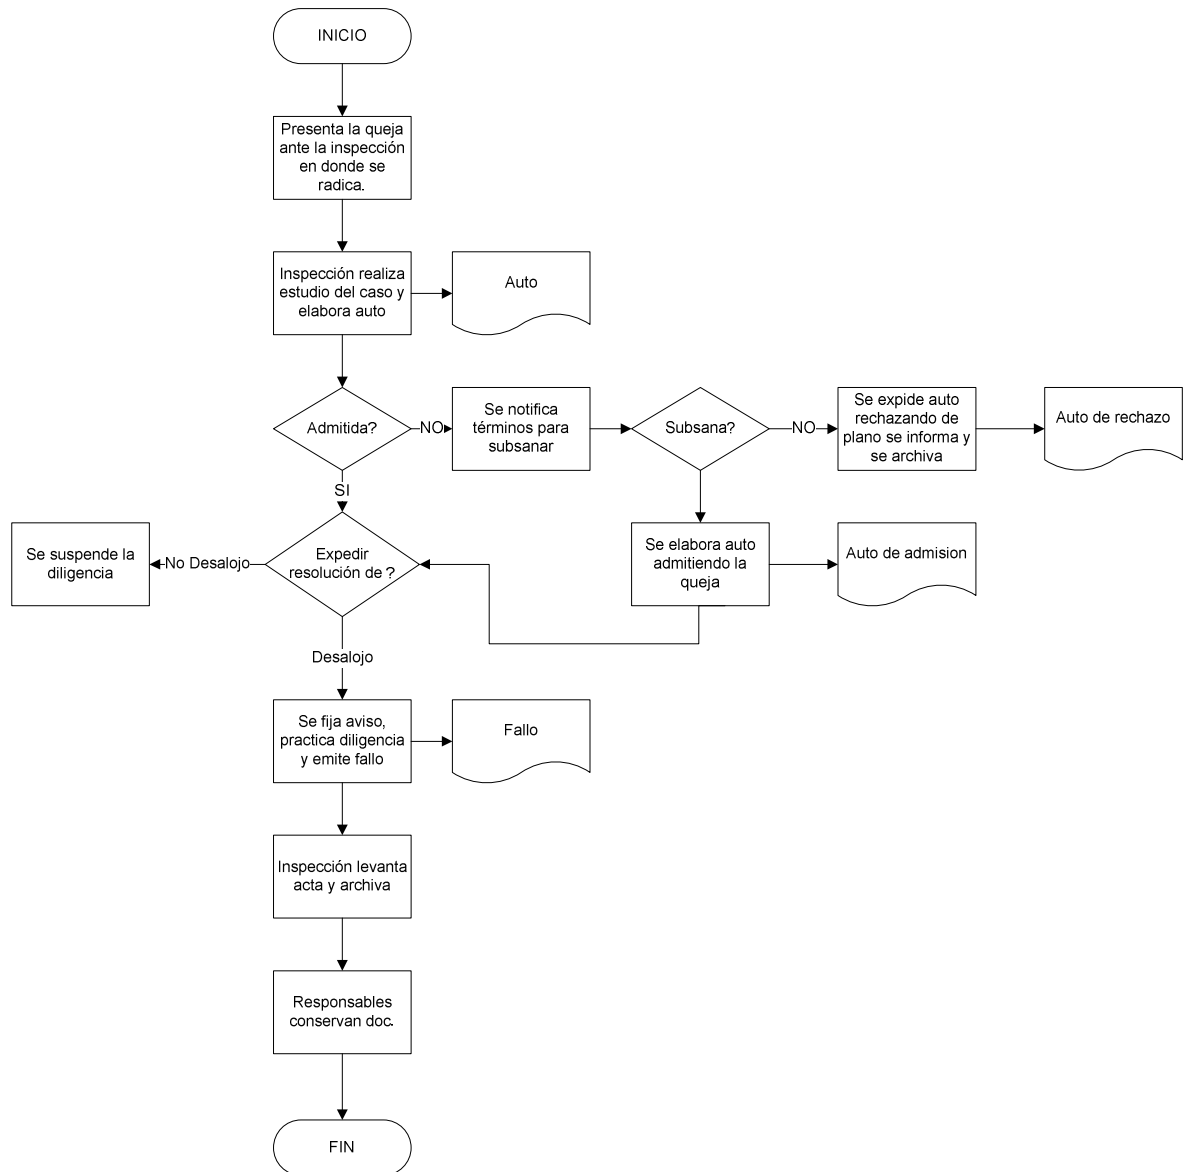 INICIO
Presenta la queja
ante la inspección
en donde se
radica.
Inspección realiza
estudio del caso y
elabora auto
Auto
Admitida?
NO
Se notifica
términos para
subsanar
Subsana?
NO
Se expide auto
rechazando de
plano se informa y
se archiva
Auto de rechazo
SI
Se suspende la
diligencia
No Desalojo
Expedir
resolución de ?
Se elabora auto
admitiendo la
queja
Auto de admision
Desalojo
Se fija aviso,
practica diligencia
y emite fallo
Fallo
Inspección levanta
acta y archiva
Responsables
conservan doc.
FIN